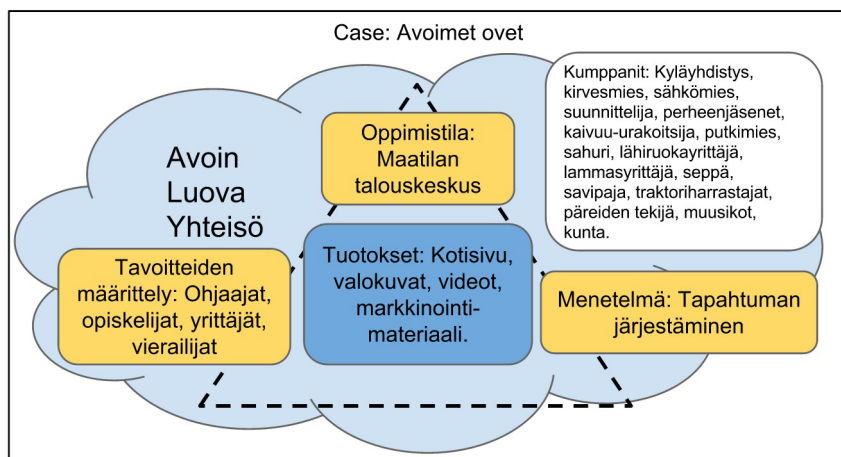 Case: Avoimet ovet
Kumppanit: Kyläyhdistys,
kirvesmies, sähkömies,
suunnittelija, perheenjäsenet,
kaivuu-urakoitsija, putkimies,
sahuri, lähiruokayrittäjä,
lammasyrittäjä, seppä,
savipaja, traktoriharrastajat,
päreiden tekijä, muusikot,
kunta.
Oppimistila:
Maatilan
talouskeskus
Avoin
Luova
Yhteisö
Tavoitteiden
määrittely: Ohjaajat,
opiskelijat, yrittäjät,
vierailijat
Tuotokset: Kotisivu,
valokuvat, videot,
markkinointi-
materiaali.
Menetelmä: Tapahtuman
järjestäminen